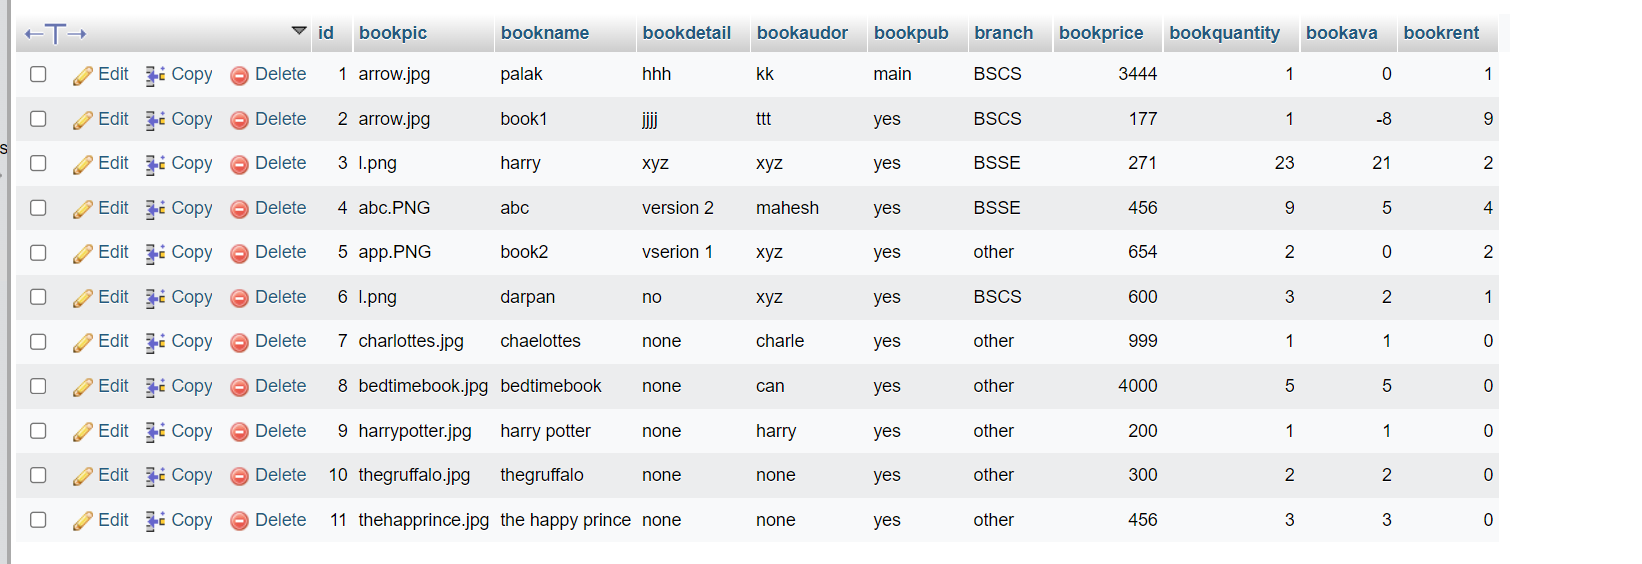 id bookpic bookname bookdetail bookaudor bookpub branch bookprice bookquantity bookava bookrent
Edit Copy Delete 1 arrow.jpg palak hhh kk main BSCS 3444 1 0 1
Edit Copy Delete 2 arrow.jpg book1 jjjj ttt yes BSCS 177 1 -8 9
Edit Copy Delete 3 l.png harry xyz xyz yes BSSE 271 23 21 2
Edit Copy Delete 4 abc.PNG abc version 2 mahesh yes BSSE 456 9 5 4
Edit Copy Delete 5 app.PNG book2 vserion 1 xyz yes other 654 2 0 2
Edit Copy Delete 6 l.png darpan no xyz yes BSCS 600 3 2 1
Edit Copy Delete 7 charlottes.jpg chaelottes none charle yes other 999 1 1 0
Edit Copy Delete 8 bedtimebook.jpg bedtimebook none can yes other 4000 5 5 0
Edit Copy Delete 9 harrypotter.jpg harry potter none harry yes other 200 1 1 0
Edit Copy Delete 10 thegruffalo.jpg thegruffalo none none yes other 300 2 2 0
Edit Copy Delete 11 thehapprince.jpg the happy prince none none yes other 456 3 3 0